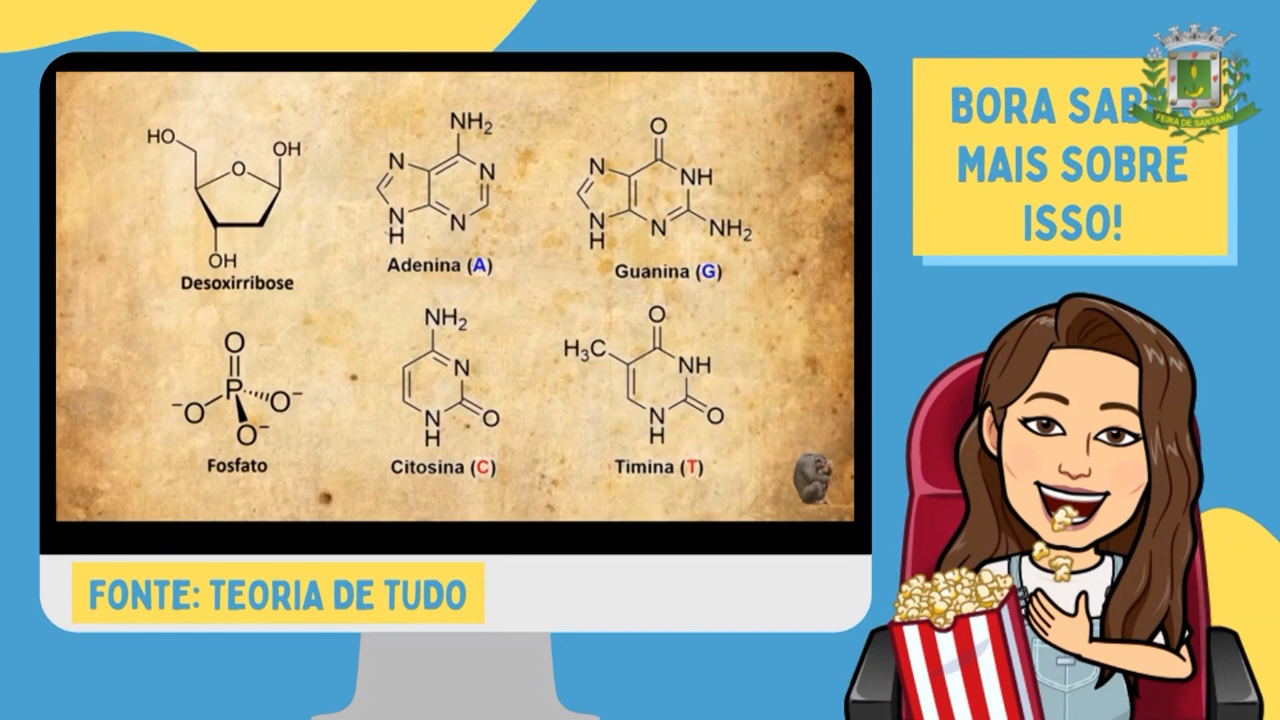 HO
OH
O
OH
Desoxirribose
NH₂
N
N
N
H
N
Adenina (A)
O
N
NH
N
H
N
NH₂
Guanina (G)
O
P
⁻O
O⁻
O⁻
Fosfato
NH₂
N
N
H
O
Citosina (C)
O
H₃C
NH
N
H
O
Timina (T)
FONTE: TEORIA DE TUDO
BORA
MAIS SOBRE
ISSO!
FEIRA DE SANTANA